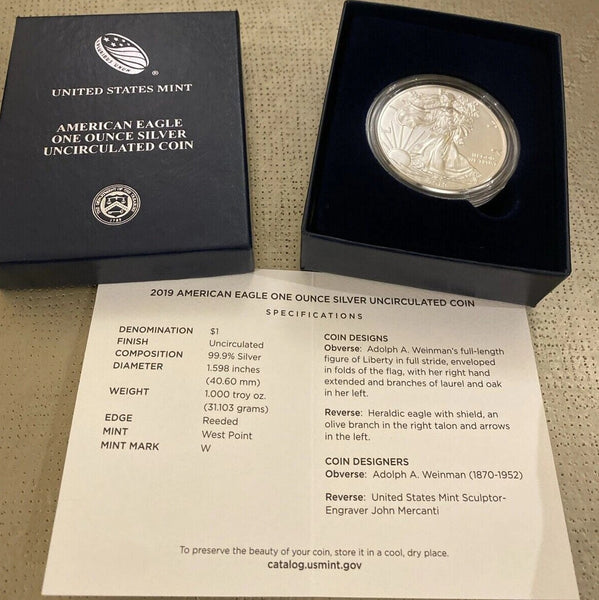 UNITED STATES MINT
AMERICAN EAGLE
ONE OUNCE SILVER
UNCIRCULATED COIN
2019 AMERICAN EAGLE ONE OUNCE SILVER UNCIRCULATED COIN
SPECIFICATIONS
DENOMINATION $1
FINISH Uncirculated
COMPOSITION 99.9% Silver
DIAMETER 1.598 inches
(40.60 mm)
WEIGHT 1.000 troy oz.
(31.103 grams)
EDGE Reeded
MINT West Point
MINT MARK W
COIN DESIGNS
Obverse: Adolph A. Weinman's full-length
figure of Liberty in full stride, enveloped
in folds of the flag, with her right hand
extended and branches of laurel and oak
in her left.
Reverse: Heraldic eagle with shield, an
olive branch in the right talon and arrows
in the left.
COIN DESIGNERS
Obverse: Adolph A. Weinman (1870-1952)
Reverse: United States Mint Sculptor-
Engraver John Mercanti
To preserve the beauty of your coin, store it in a cool, dry place.
catalog.usmint.gov